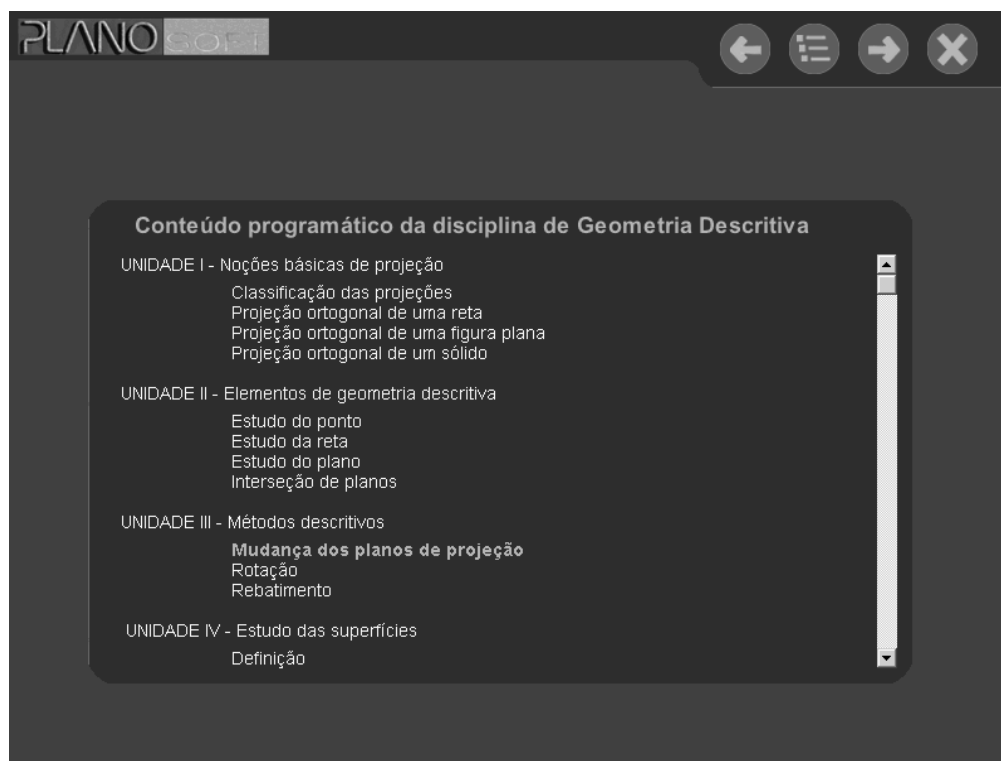 PLANO SOFT
Conteúdo programático da disciplina de Geometria Descritiva
UNIDADE I - Noções básicas de projeção
Classificação das projeções
Projeção ortogonal de uma reta
Projeção ortogonal de uma figura plana
Projeção ortogonal de um sólido
UNIDADE II - Elementos de geometria descritiva
Estudo do ponto
Estudo da reta
Estudo do plano
Interseção de planos
UNIDADE III - Métodos descritivos
Mudança dos planos de projeção
Rotação
Rebatimento
UNIDADE IV - Estudo das superfícies
Definição